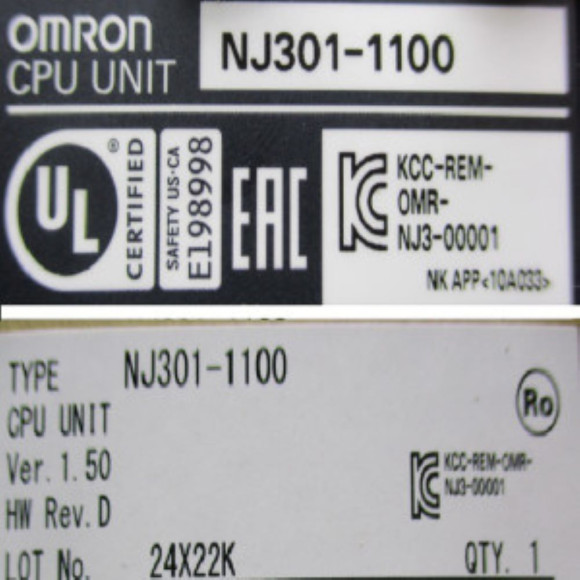 OMRON
CPU UNIT
NJ301-1100
UL
®
CERTIFIED
SAFETY US·CA
E198998
EAC
KCC-REM-
OMR-
NJ3-00001
NK APP<10A033>
TYPE NJ301-1100
CPU UNIT
Ver. 1.50
HW Rev. D
LOT No. 24X22K
Ro
KCC-REM-OMR-
NJ3-00001
QTY. 1